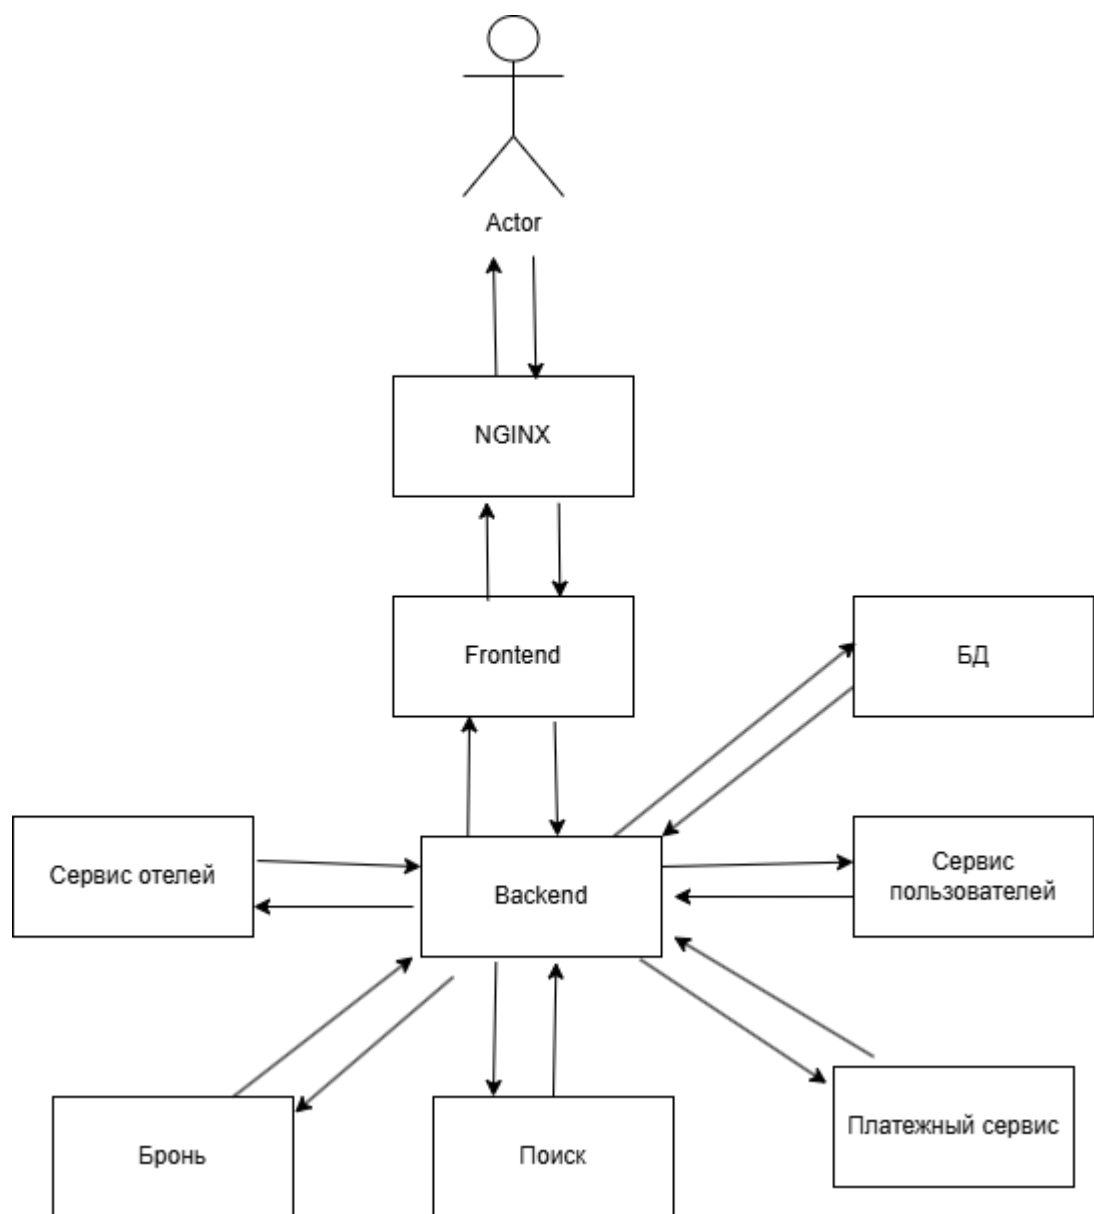 Actor
NGINX
Frontend
БД
Сервис отелей
Backend
Сервис
пользователей
Бронь
Поиск
Платежный сервис